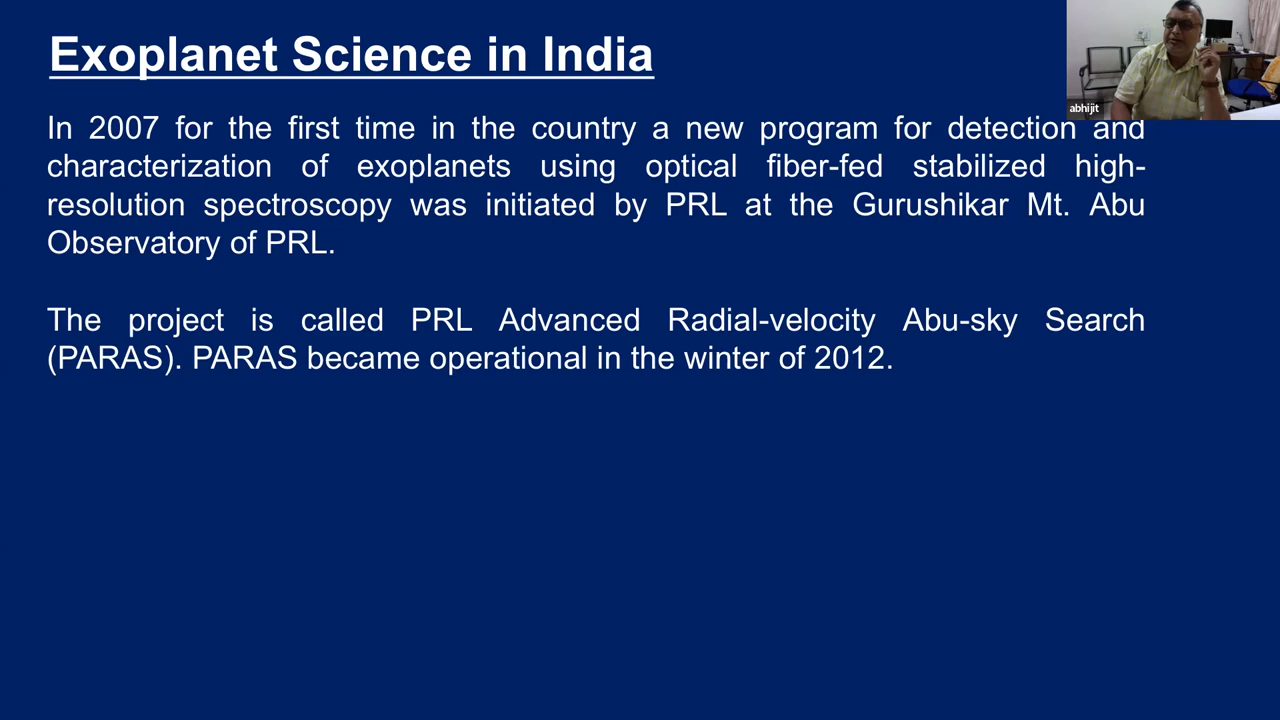 Exoplanet Science in India
abhijit
In 2007 for the first time in the country a new program for detection and
characterization of exoplanets using optical fiber-fed stabilized high-
resolution spectroscopy was initiated by PRL at the Gurushikar Mt. Abu
Observatory of PRL.
The project is called PRL Advanced Radial-velocity Abu-sky Search
(PARAS). PARAS became operational in the winter of 2012.